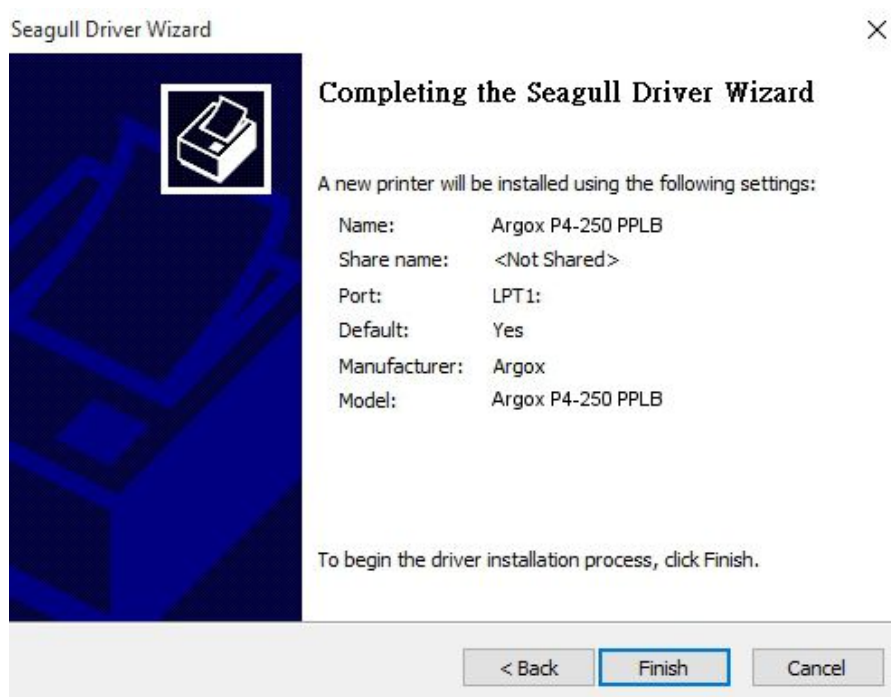 Seagull Driver Wizard
Completing the Seagull Driver Wizard
A new printer will be installed using the following settings:
Name: Argox P4-250 PPLB
Share name: <Not Shared>
Port: LPT1:
Default: Yes
Manufacturer: Argox
Model: Argox P4-250 PPLB
To begin the driver installation process, click Finish.
< Back Finish Cancel